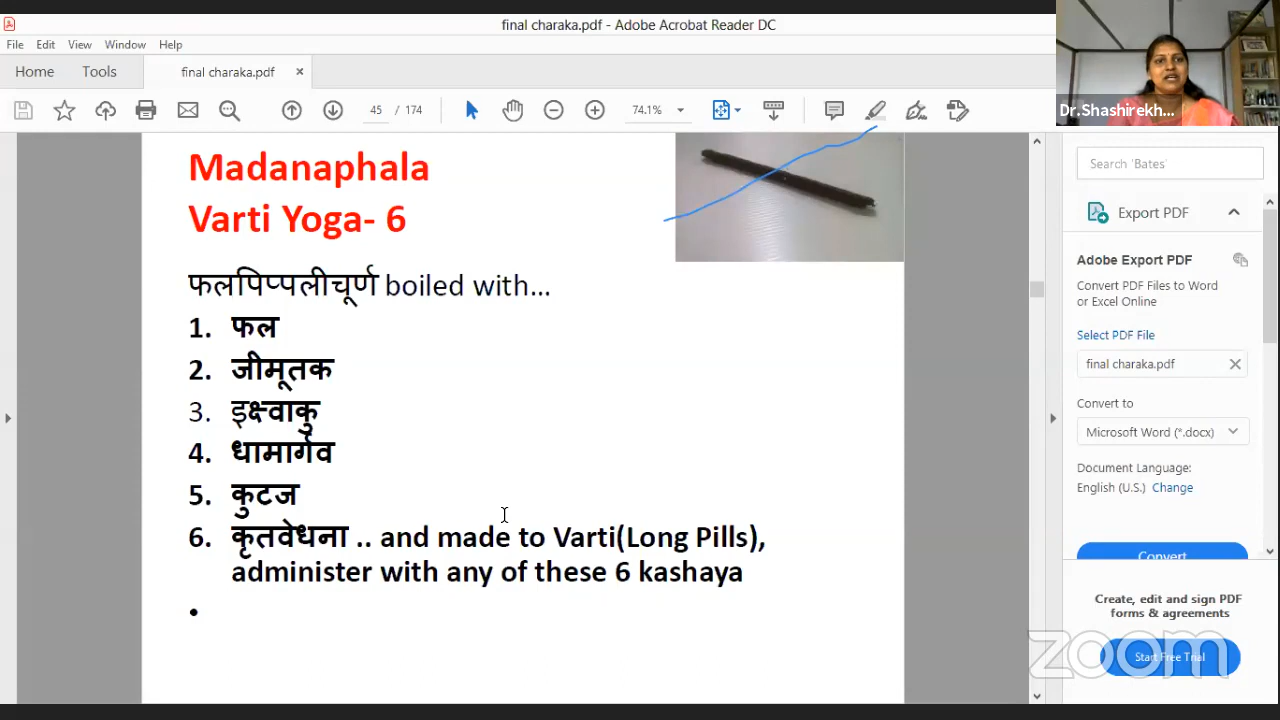 final charaka.pdf - Adobe Acrobat Reader DC
File Edit View Window Help
Home Tools final charaka.pdf ×
45 / 174 74.1%
Dr.Shashirekh...
Madanaphala
Varti Yoga- 6
फलपिप्पलीचूर्ण boiled with...
1. फल
2. जीमूतक
3. इक्ष्वाकु
4. धामार्गव
5. कुटज
6. कृतवेधना .. and made to Varti(Long Pills),
administer with any of these 6 kashaya
•
Search 'Bates'
Export PDF
Adobe Export PDF
Convert PDF Files to Word
or Excel Online
Select PDF File
final charaka.pdf
Convert to
Microsoft Word (*.docx)
Document Language:
English (U.S.) Change
Convert
Create, edit and sign PDF
forms & agreements
Start Free Trial
zoom